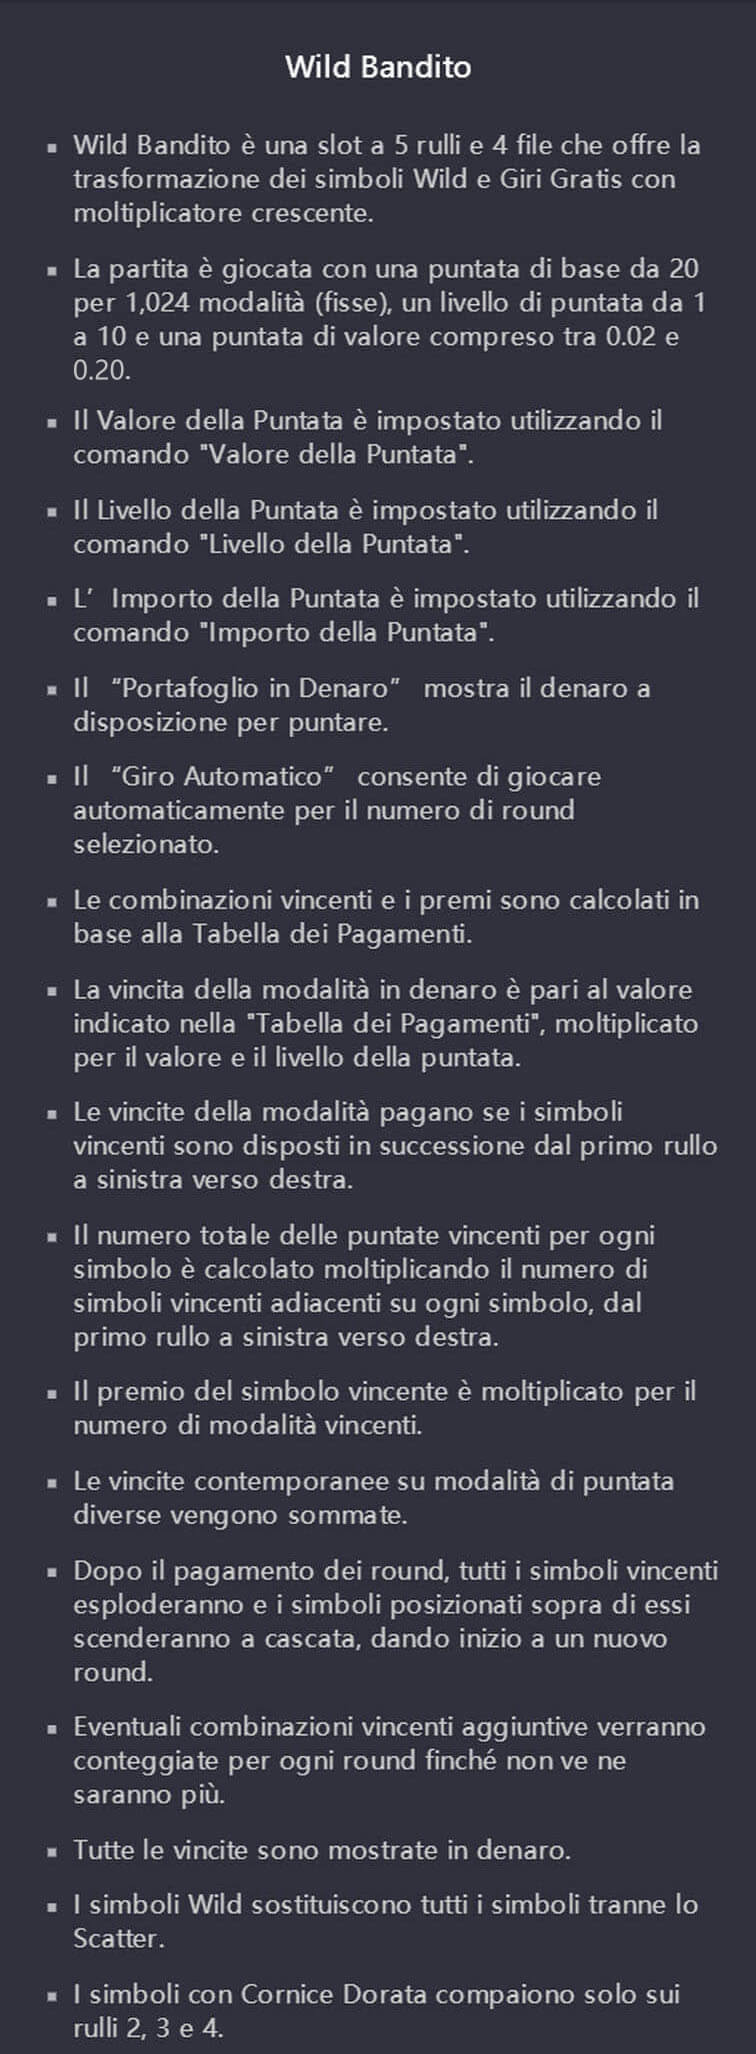 Wild Bandito
▪ Wild Bandito è una slot a 5 rulli e 4 file che offre la
trasformazione dei simboli Wild e Giri Gratis con
moltiplicatore crescente.
▪ La partita è giocata con una puntata di base da 20
per 1,024 modalità (fisse), un livello di puntata da 1
a 10 e una puntata di valore compreso tra 0.02 e
0.20.
▪ Il Valore della Puntata è impostato utilizzando il
comando "Valore della Puntata".
▪ Il Livello della Puntata è impostato utilizzando il
comando "Livello della Puntata".
▪ L’ Importo della Puntata è impostato utilizzando il
comando "Importo della Puntata".
▪ Il “Portafoglio in Denaro” mostra il denaro a
disposizione per puntare.
▪ Il “Giro Automatico” consente di giocare
automaticamente per il numero di round
selezionato.
▪ Le combinazioni vincenti e i premi sono calcolati in
base alla Tabella dei Pagamenti.
▪ La vincita della modalità in denaro è pari al valore
indicato nella "Tabella dei Pagamenti", moltiplicato
per il valore e il livello della puntata.
▪ Le vincite della modalità pagano se i simboli
vincenti sono disposti in successione dal primo rullo
a sinistra verso destra.
▪ Il numero totale delle puntate vincenti per ogni
simbolo è calcolato moltiplicando il numero di
simboli vincenti adiacenti su ogni simbolo, dal
primo rullo a sinistra verso destra.
▪ Il premio del simbolo vincente è moltiplicato per il
numero di modalità vincenti.
▪ Le vincite contemporanee su modalità di puntata
diverse vengono sommate.
▪ Dopo il pagamento dei round, tutti i simboli vincenti
esploderanno e i simboli posizionati sopra di essi
scenderanno a cascata, dando inizio a un nuovo
round.
▪ Eventuali combinazioni vincenti aggiuntive verranno
conteggiate per ogni round finché non ve ne
saranno più.
▪ Tutte le vincite sono mostrate in denaro.
▪ I simboli Wild sostituiscono tutti i simboli tranne lo
Scatter.
▪ I simboli con Cornice Dorata compaiono solo sui
rulli 2, 3 e 4.